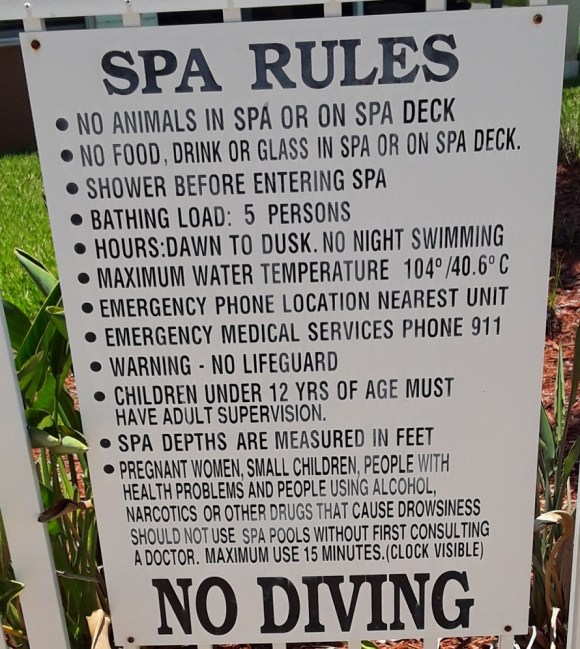 SPA RULES
• NO ANIMALS IN SPA OR ON SPA DECK
• NO FOOD, DRINK OR GLASS IN SPA OR ON SPA DECK.
• SHOWER BEFORE ENTERING SPA
• BATHING LOAD: 5 PERSONS
• HOURS:DAWN TO DUSK. NO NIGHT SWIMMING
• MAXIMUM WATER TEMPERATURE 104°/40.6° C
• EMERGENCY PHONE LOCATION NEAREST UNIT
• EMERGENCY MEDICAL SERVICES PHONE 911
• WARNING - NO LIFEGUARD
• CHILDREN UNDER 12 YRS OF AGE MUST
HAVE ADULT SUPERVISION.
• SPA DEPTHS ARE MEASURED IN FEET
• PREGNANT WOMEN, SMALL CHILDREN, PEOPLE WITH
HEALTH PROBLEMS AND PEOPLE USING ALCOHOL,
NARCOTICS OR OTHER DRUGS THAT CAUSE DROWSINESS
SHOULD NOT USE SPA POOLS WITHOUT FIRST CONSULTING
A DOCTOR. MAXIMUM USE 15 MINUTES.(CLOCK VISIBLE)
NO DIVING